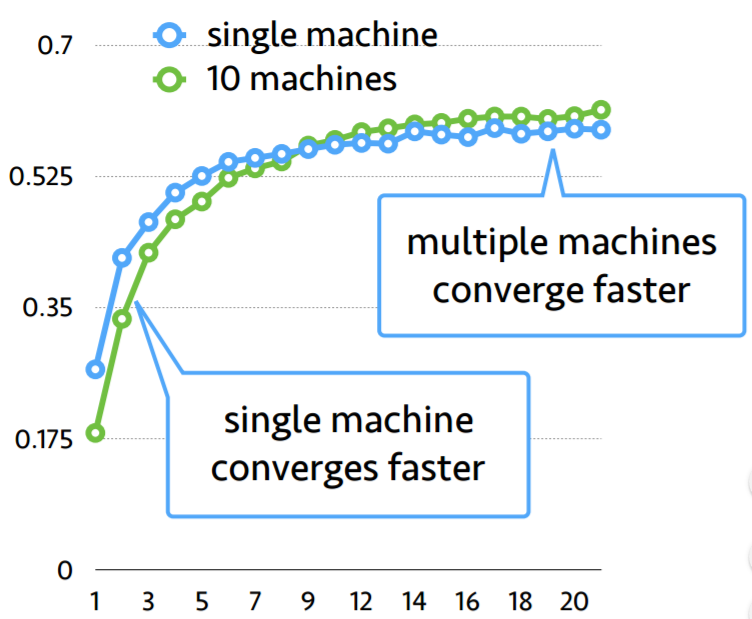 0.7
single machine
10 machines
0.525
multiple machines
converge faster
0.35
single machine
converges faster
0.175
0
1 3 5 7 9 12 14 16 18 20